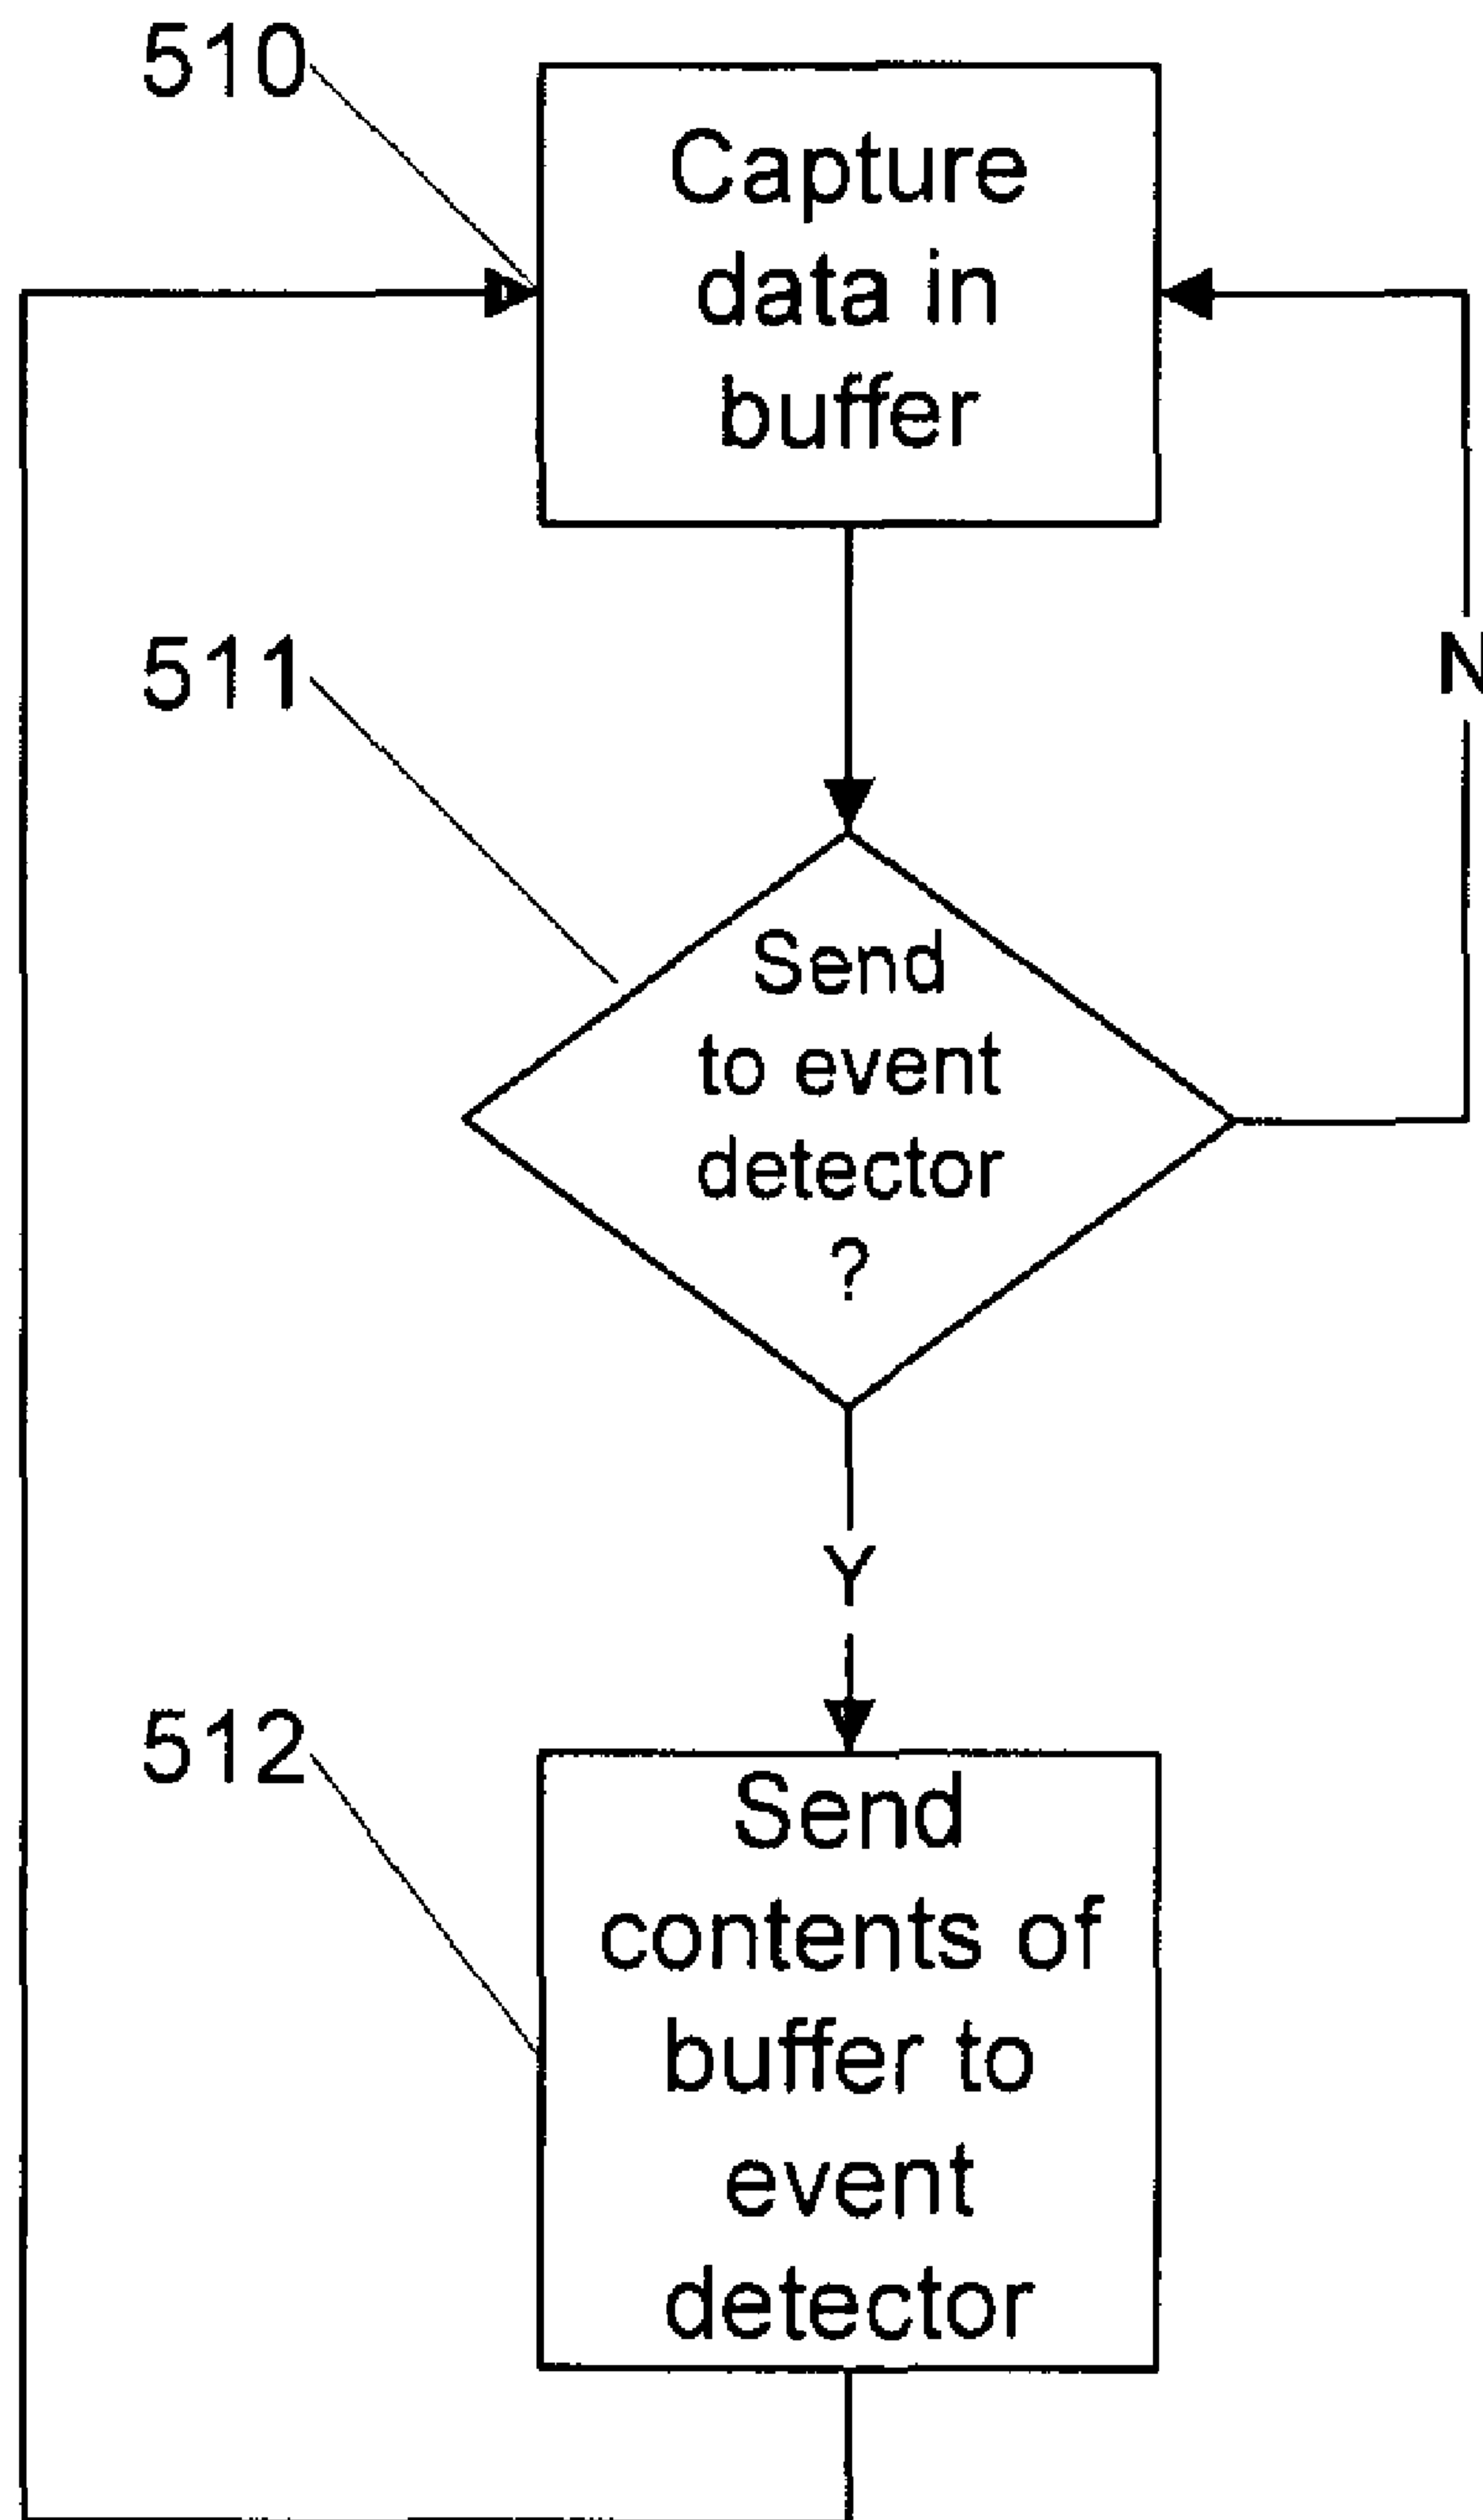 510
Capture
data in
buffer
511
N
Send
to event
detector
?
Y
512
Send
contents of
buffer to
event
detector